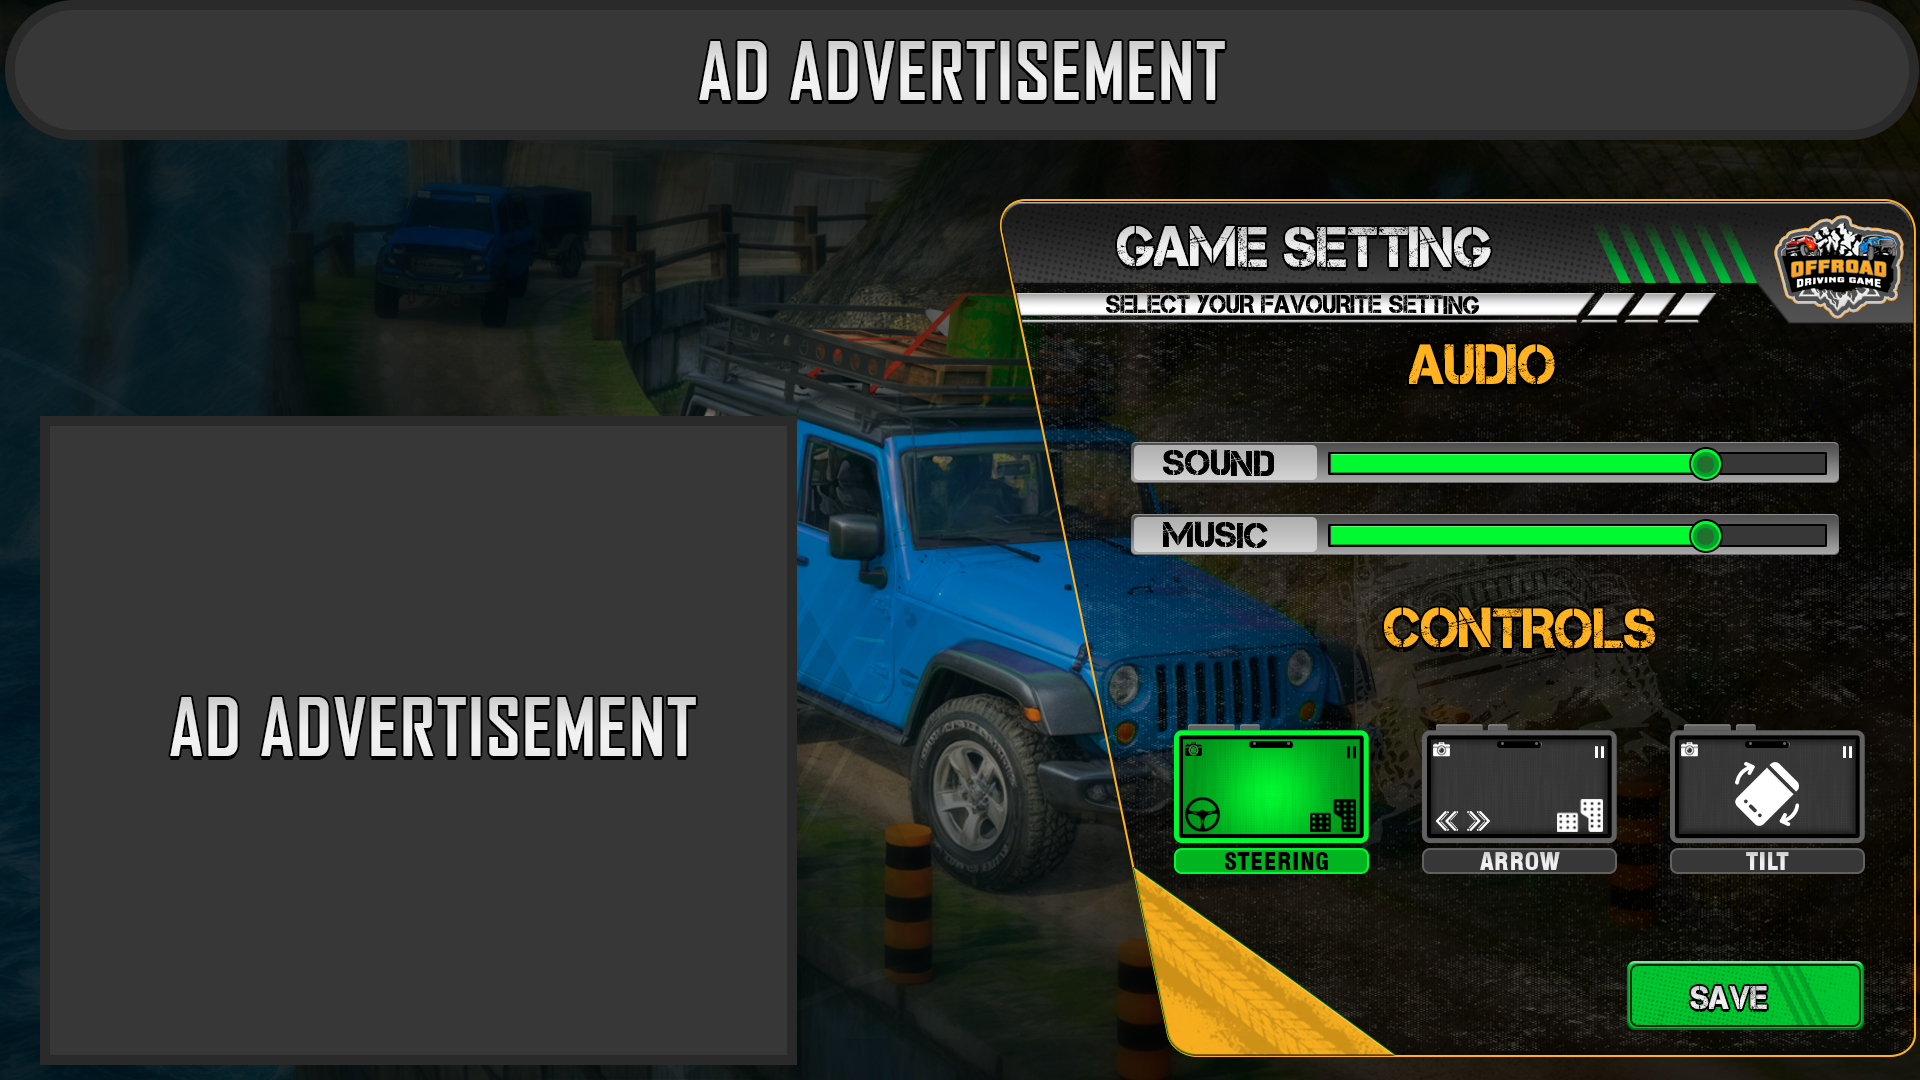 AD ADVERTISEMENT
GAME SETTING
OFFROAD
DRIVING GAME
SELECT YOUR FAVOURITE SETTING
AUDIO
SOUND
MUSIC
CONTROLS
AD ADVERTISEMENT
STEERING
ARROW
TILT
SAVE